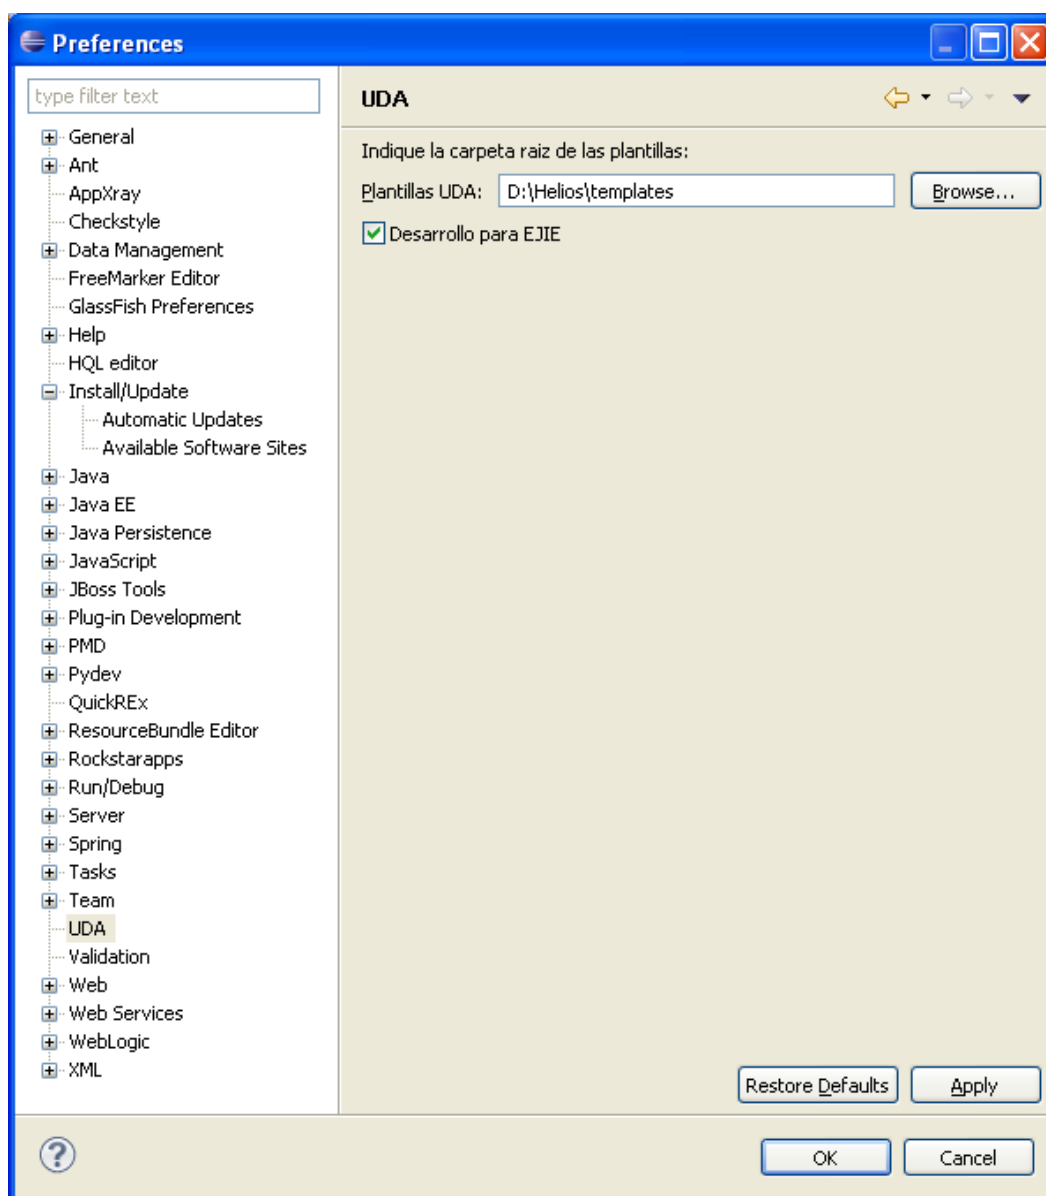 Preferences
type filter text
General
Ant
AppXray
Checkstyle
Data Management
FreeMarker Editor
GlassFish Preferences
Help
HQL editor
Install/Update
Automatic Updates
Available Software Sites
Java
Java EE
Java Persistence
JavaScript
JBoss Tools
Plug-in Development
PMD
Pydev
QuickREx
ResourceBundle Editor
Rockstarapps
Run/Debug
Server
Spring
Tasks
Team
UDA
Validation
Web
Web Services
WebLogic
XML
UDA
Indique la carpeta raiz de las plantillas:
Plantillas UDA: D:\Helios\templates Browse...
Desarrollo para EJIE
Restore Defaults Apply
? OK Cancel